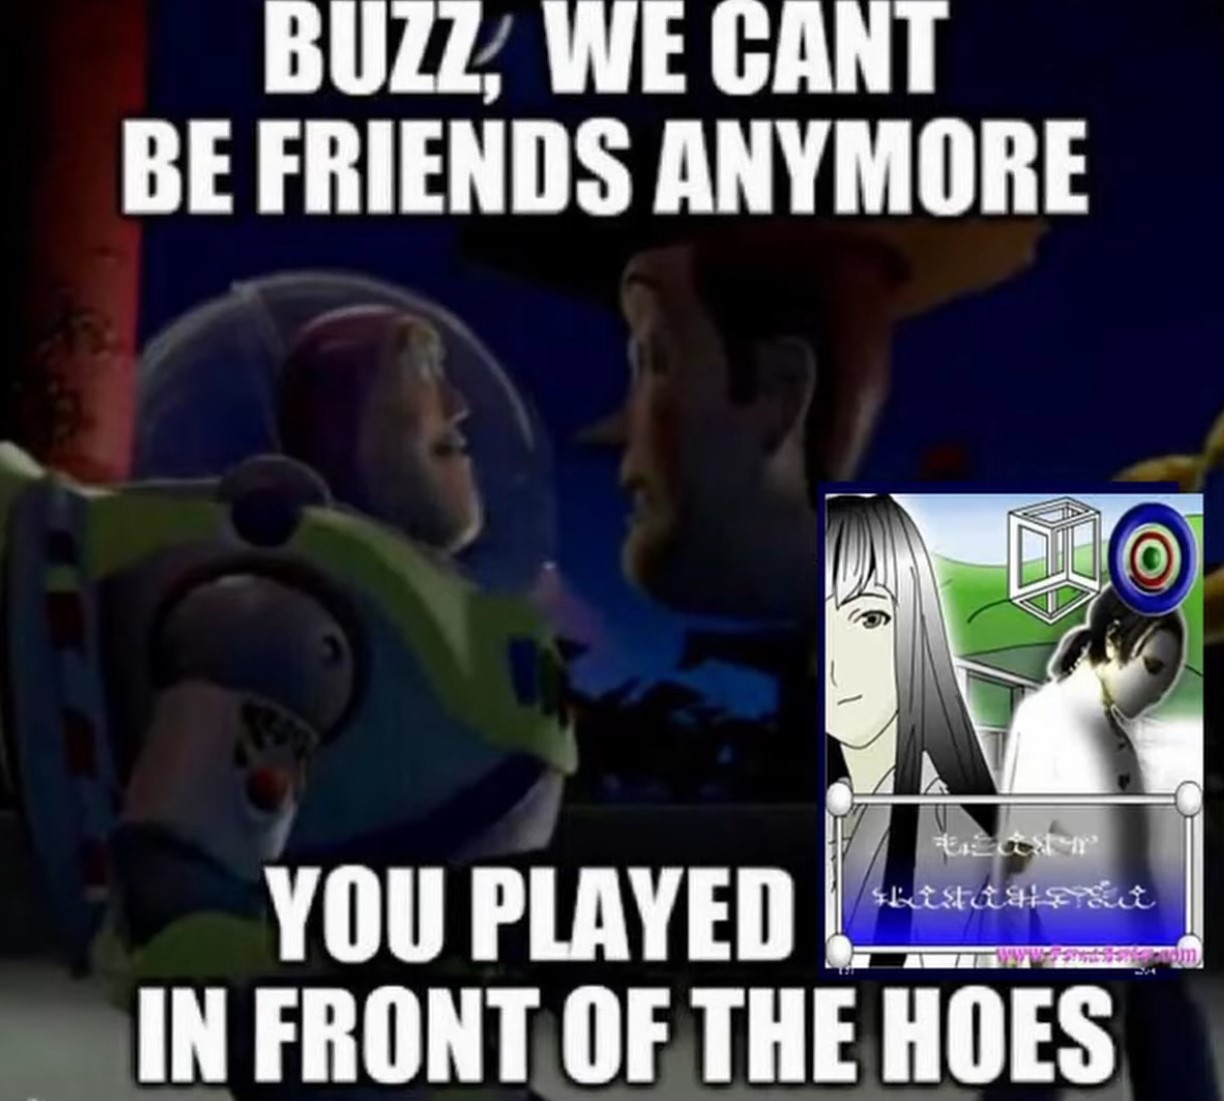 BUZZ, WE CANT
BE FRIENDS ANYMORE
YOU PLAYED
IN FRONT OF THE HOES